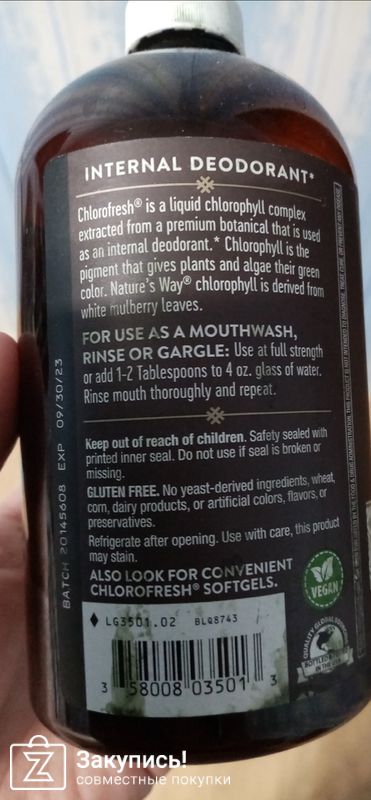 INTERNAL DEODORANT*
Chlorofresh® is a liquid chlorophyll complex
extracted from a premium botanical that is used
as an internal deodorant.* Chlorophyll is the
pigment that gives plants and algae their green
color. Nature's Way® chlorophyll is derived from
white mulberry leaves.
FOR USE AS A MOUTHWASH,
RINSE OR GARGLE: Use at full strength
or add 1-2 Tablespoons to 4 oz. glass of water.
Rinse mouth thoroughly and repeat.
Keep out of reach of children. Safety sealed with
printed inner seal. Do not use if seal is broken or
missing.
GLUTEN FREE. No yeast-derived ingredients, wheat,
corn, dairy products, or artificial colors, flavors, or
preservatives.
Refrigerate after opening. Use with care, this product
may stain.
ALSO LOOK FOR CONVENIENT
CHLOROFRESH® SOFTGELS.
VEGAN
BATCH 20145608 EXP 09/30/23
LG3501.02 BLQ8743
3 58008 03501 3
QUALITY GLOBAL
BOTTLED
IN THE USA
Закупись!
совместные покупки